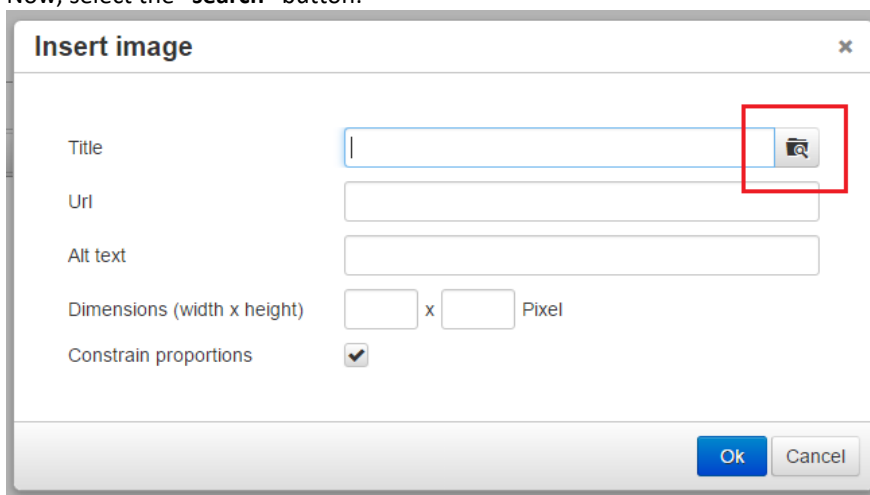 Now, select the "search" button.
Insert image
Title
Url
Alt text
Dimensions (width x height) x Pixel
Constrain proportions
Ok Cancel